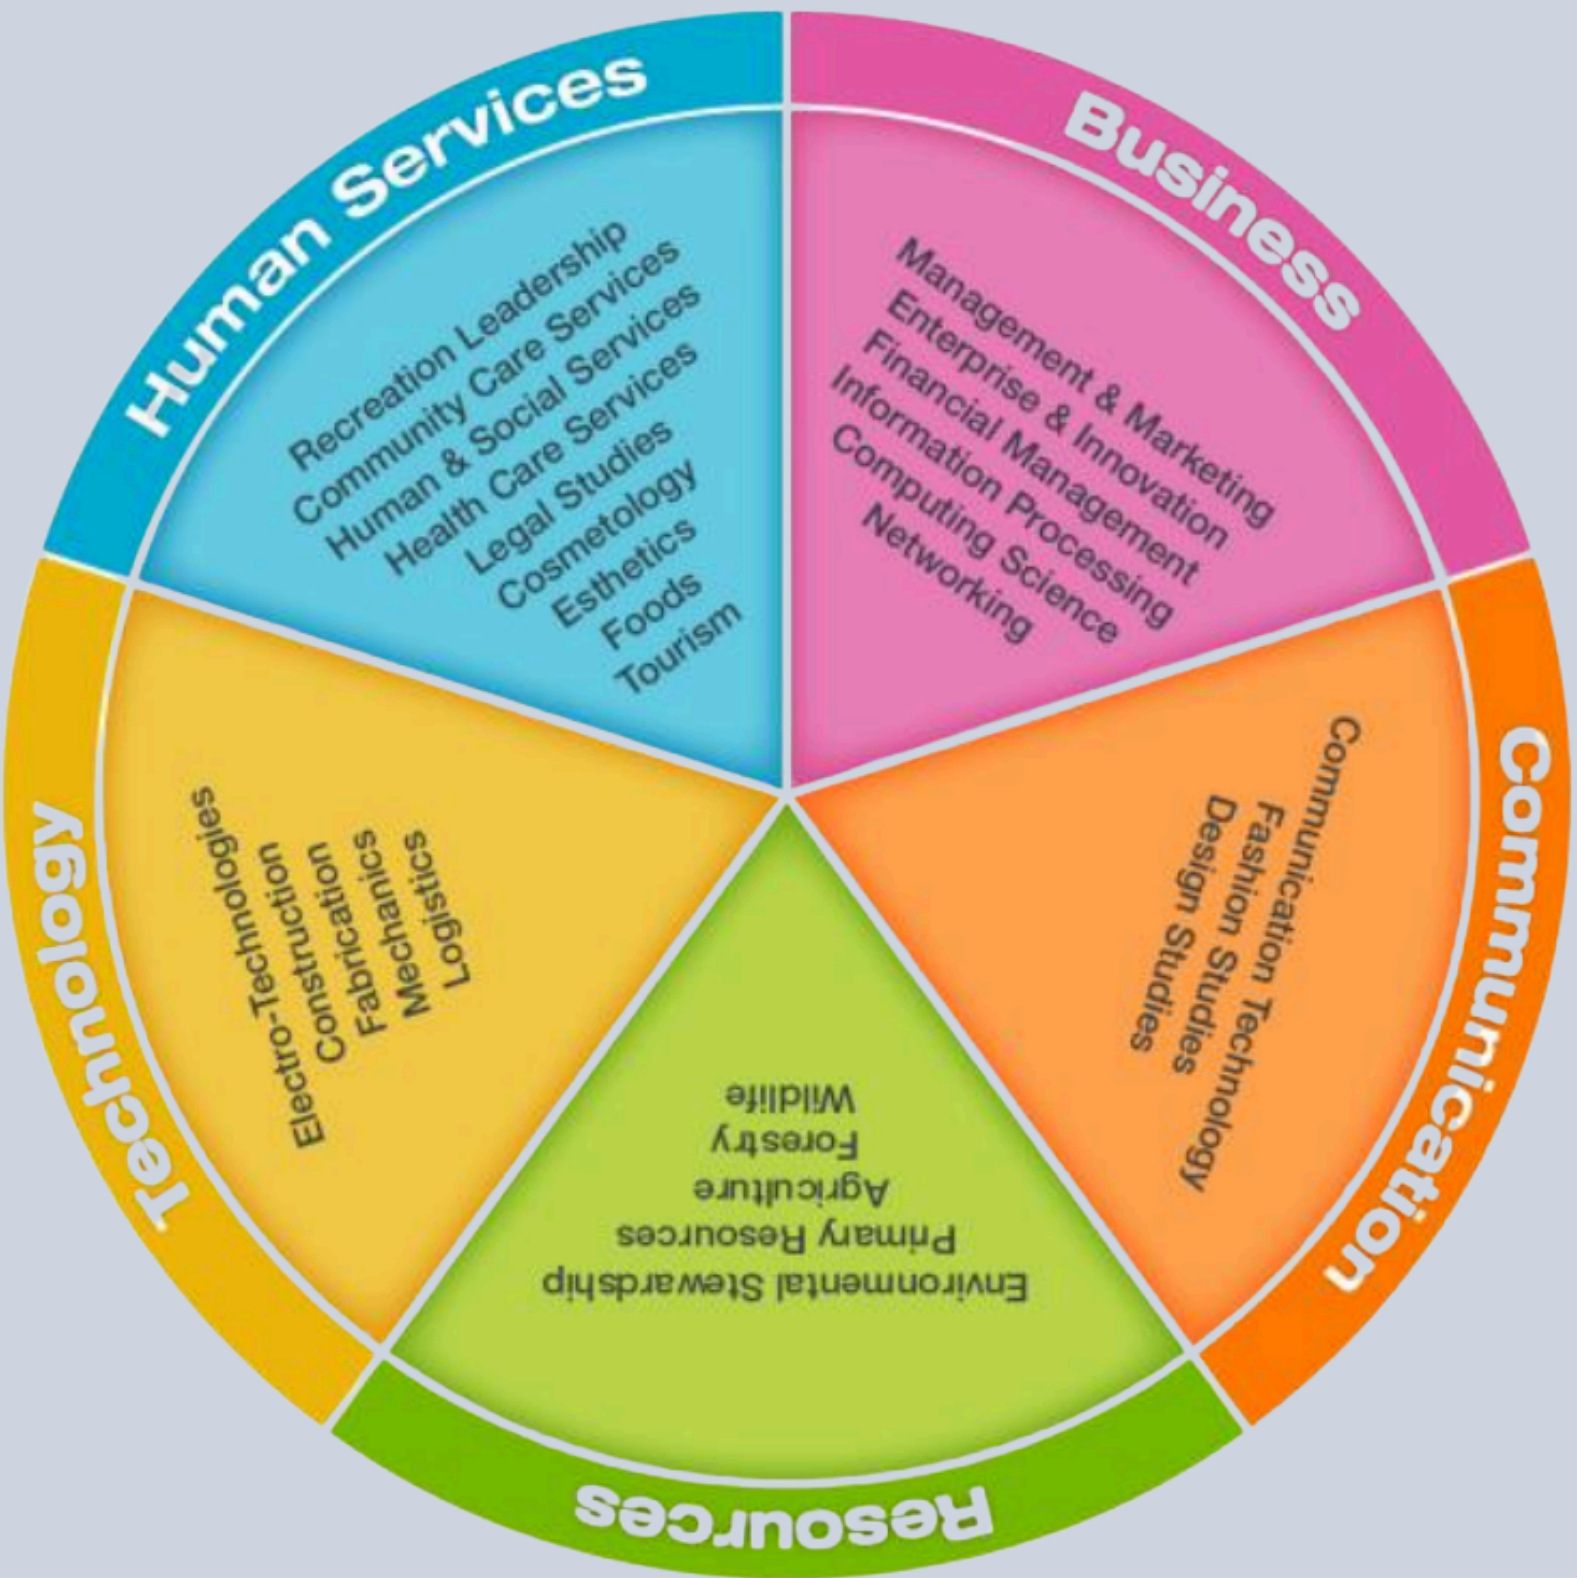 Human Services
Recreation Leadership
Community Care Services
Human & Social Services
Health Care Services
Legal Studies
Cosmetology
Esthetics
Foods
Tourism
Business
Management & Marketing
Enterprise & Innovation
Financial Management
Information Processing
Computing Science
Networking
Communication
Communication Technology
Fashion Studies
Design Studies
Resources
Environmental Stewardship
Primary Resources
Agriculture
Forestry
Wildlife
Technology
Electro-Technologies
Construction
Fabrication
Mechanics
Logistics